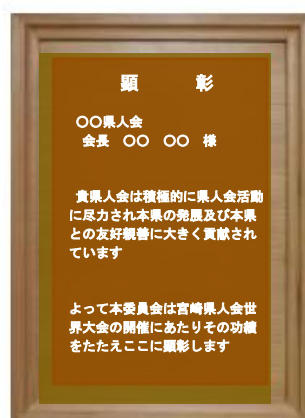 顕　彰
〇〇県人会
会長　〇〇　〇〇　様
貴県人会は積極的に県人会活動
に尽力され本県の発展及び本県
との友好親善に大きく貢献され
ています
よって本委員会は宮崎県人会世
界大会の開催にあたりその功績
をたたえここに顕彰します